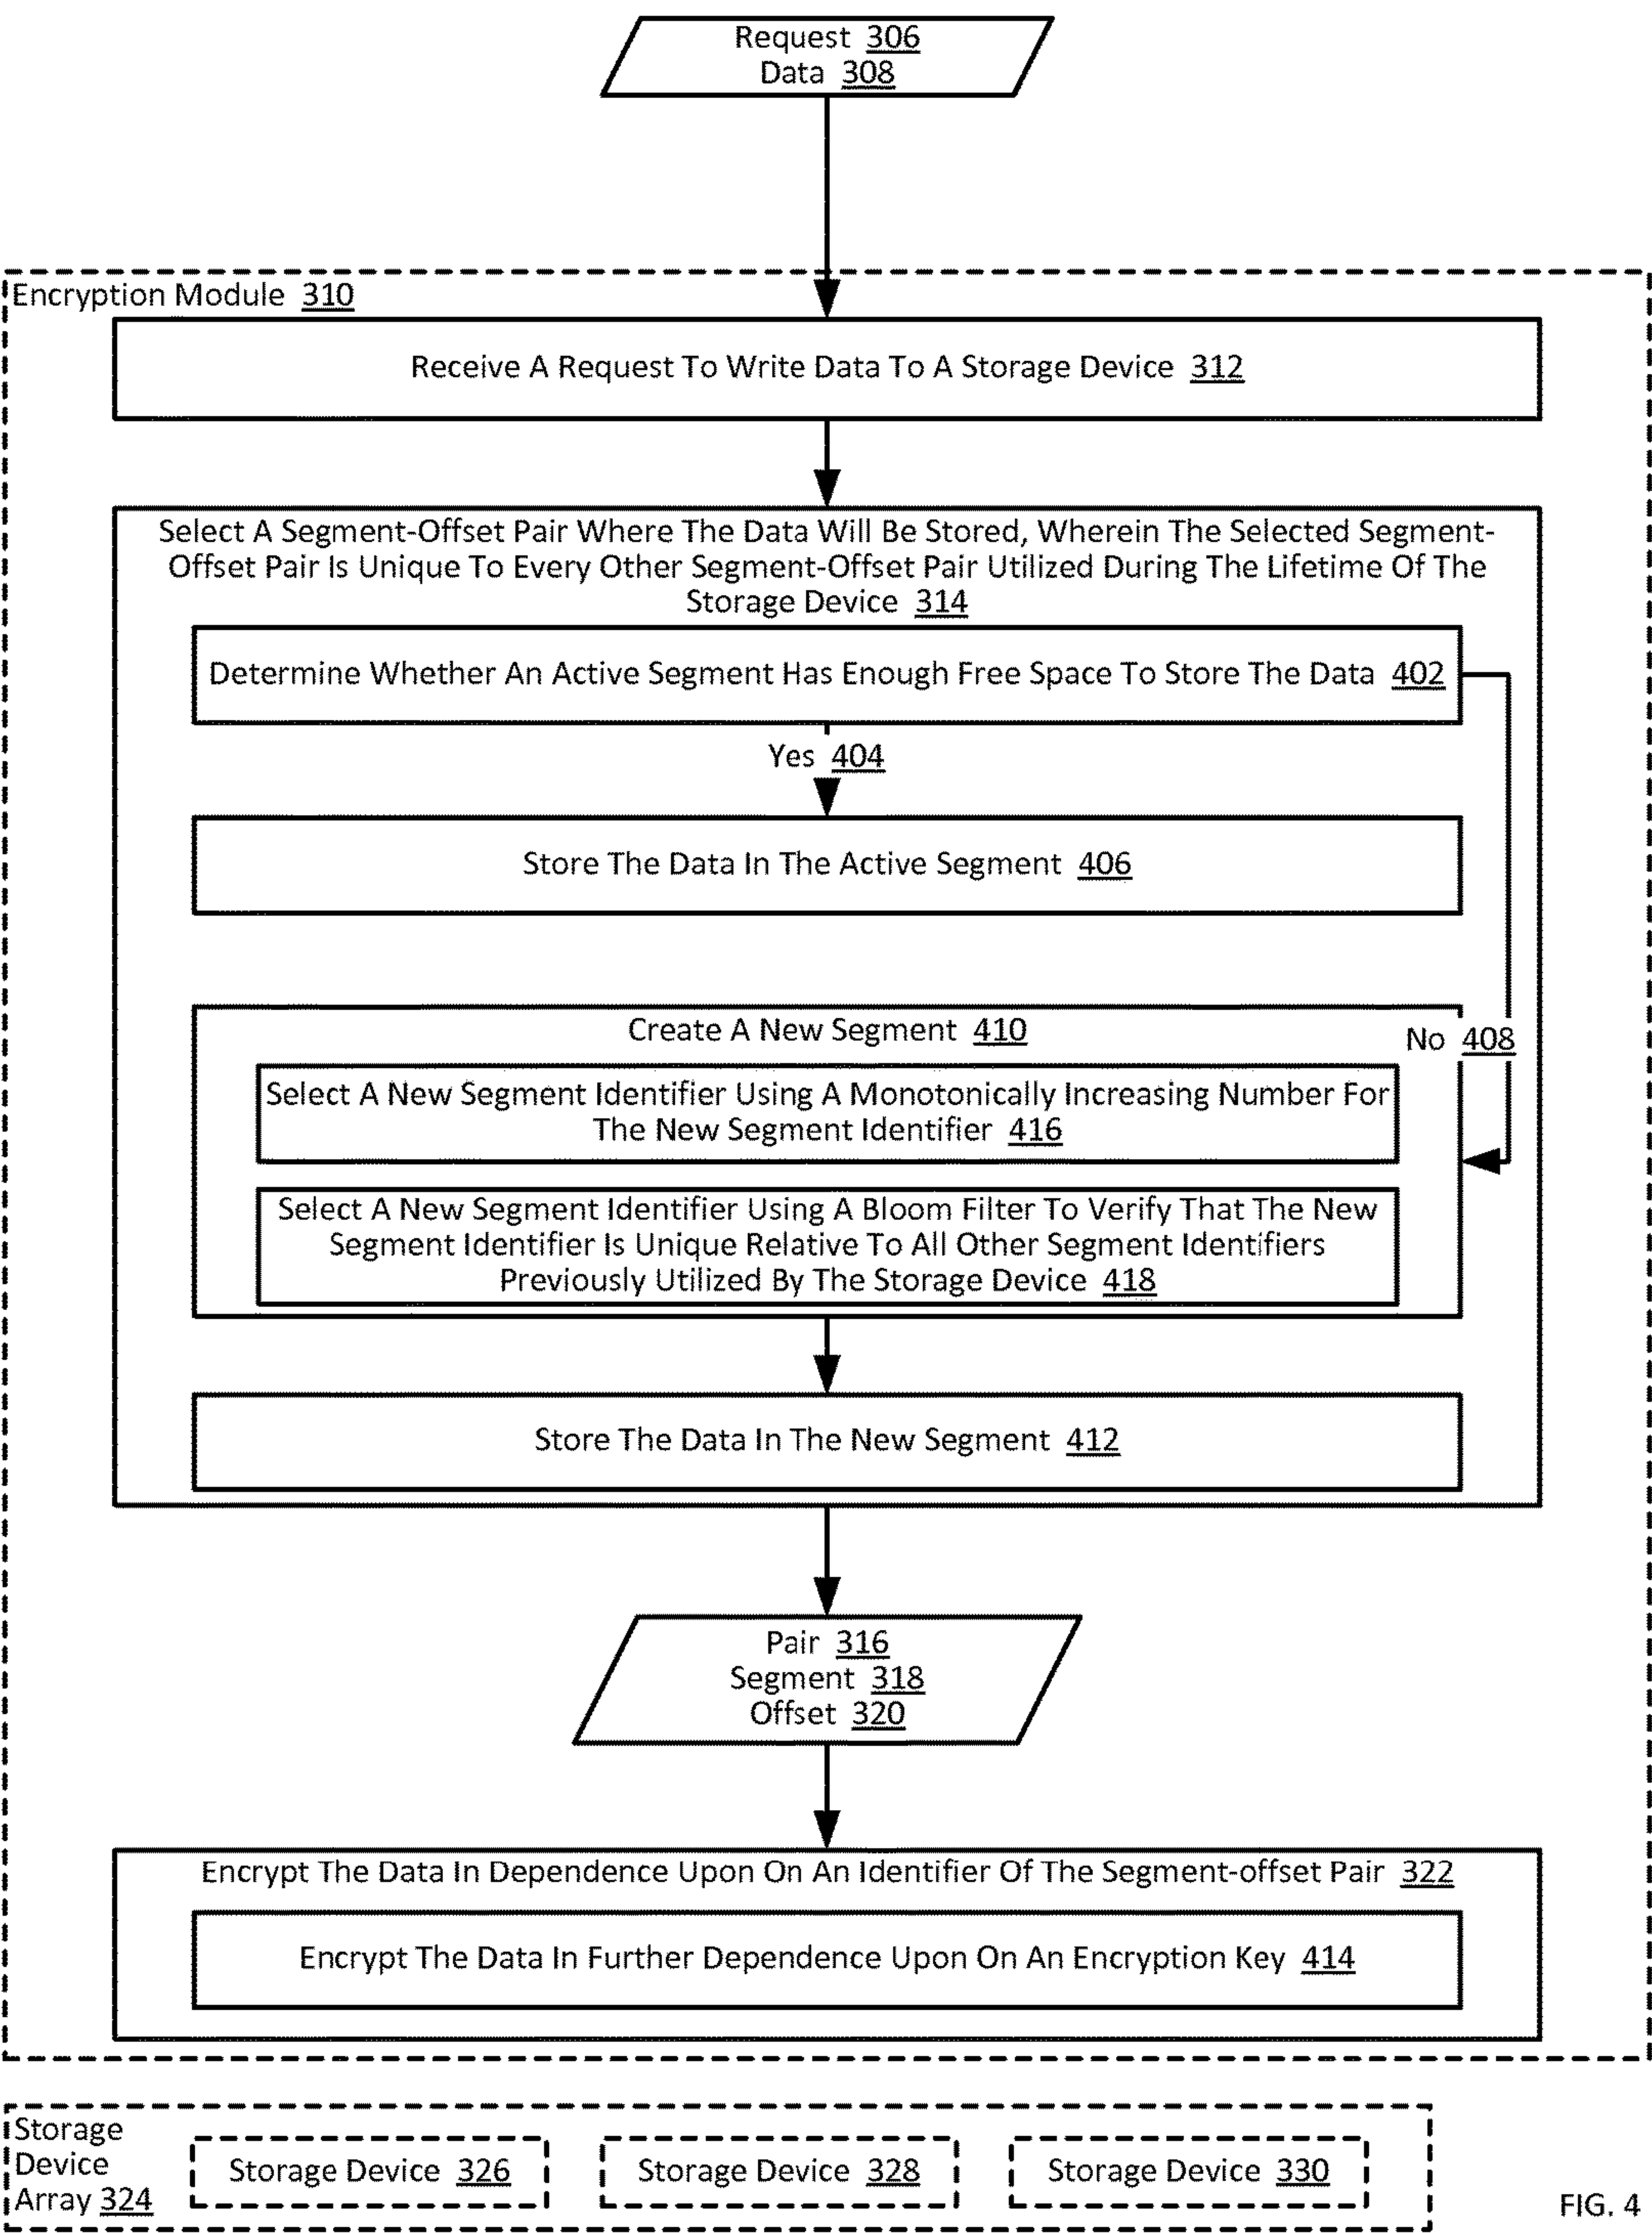 Request 306
Data 308
Encryption Module 310
Receive A Request To Write Data To A Storage Device 312
Select A Segment-Offset Pair Where The Data Will Be Stored, Wherein The Selected Segment-
Offset Pair Is Unique To Every Other Segment-Offset Pair Utilized During The Lifetime Of The
Storage Device 314
Determine Whether An Active Segment Has Enough Free Space To Store The Data 402
Yes 404
Store The Data In The Active Segment 406
Create A New Segment 410
No 408
Select A New Segment Identifier Using A Monotonically Increasing Number For
The New Segment Identifier 416
Select A New Segment Identifier Using A Bloom Filter To Verify That The New
Segment Identifier Is Unique Relative To All Other Segment Identifiers
Previously Utilized By The Storage Device 418
Store The Data In The New Segment 412
Pair 316
Segment 318
Offset 320
Encrypt The Data In Dependence Upon On An Identifier Of The Segment-offset Pair 322
Encrypt The Data In Further Dependence Upon On An Encryption Key 414
Storage
Device
Array 324
Storage Device 326
Storage Device 328
Storage Device 330
FIG. 4